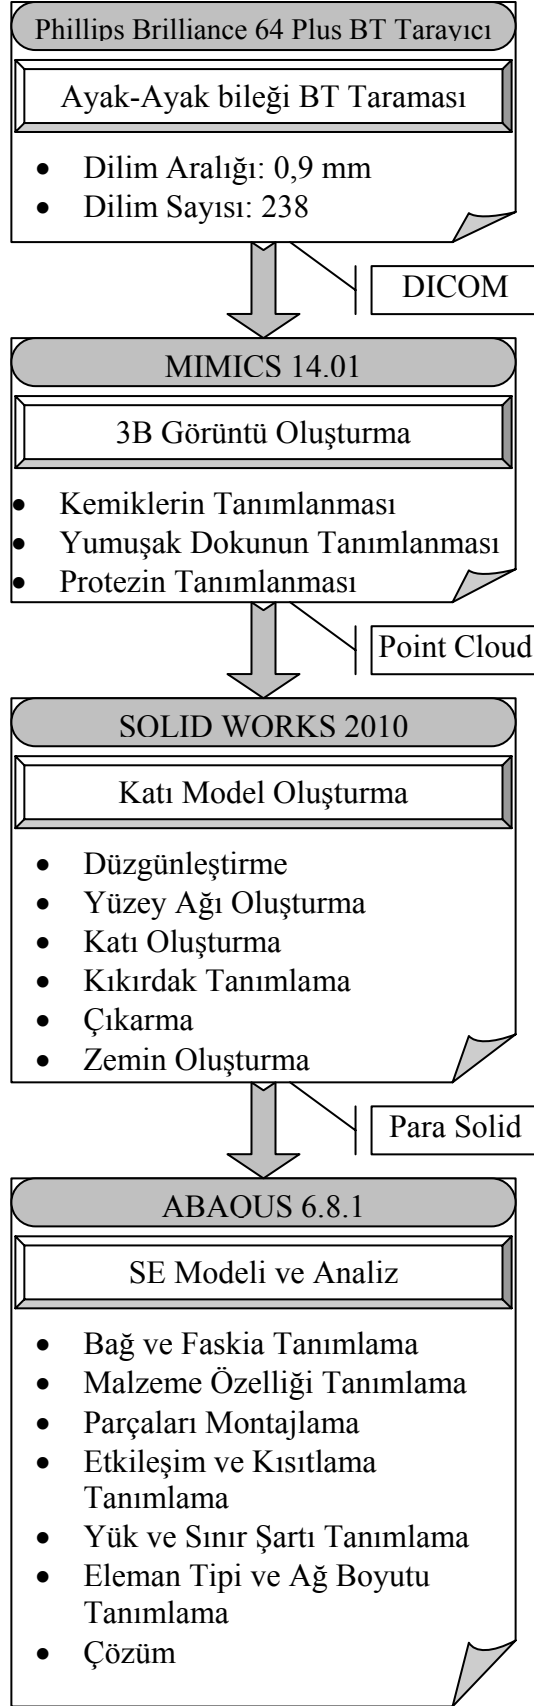 Phillips Brilliance 64 Plus BT Tarayıcı
Ayak-Ayak bileği BT Taraması
• Dilim Aralığı: 0,9 mm
• Dilim Sayısı: 238
DICOM
MIMICS 14.01
3B Görüntü Oluşturma
• Kemiklerin Tanımlanması
• Yumuşak Dokunun Tanımlanması
• Protezin Tanımlanması
Point Cloud
SOLID WORKS 2010
Katı Model Oluşturma
• Düzgünleştirme
• Yüzey Ağı Oluşturma
• Katı Oluşturma
• Kıkırdak Tanımlama
• Çıkarma
• Zemin Oluşturma
Para Solid
ABAQUS 6.8.1
SE Modeli ve Analiz
• Bağ ve Faskia Tanımlama
• Malzeme Özelliği Tanımlama
• Parçaları Montajlama
• Etkileşim ve Kısıtlama
Tanımlama
• Yük ve Sınır Şartı Tanımlama
• Eleman Tipi ve Ağ Boyutu
Tanımlama
• Çözüm